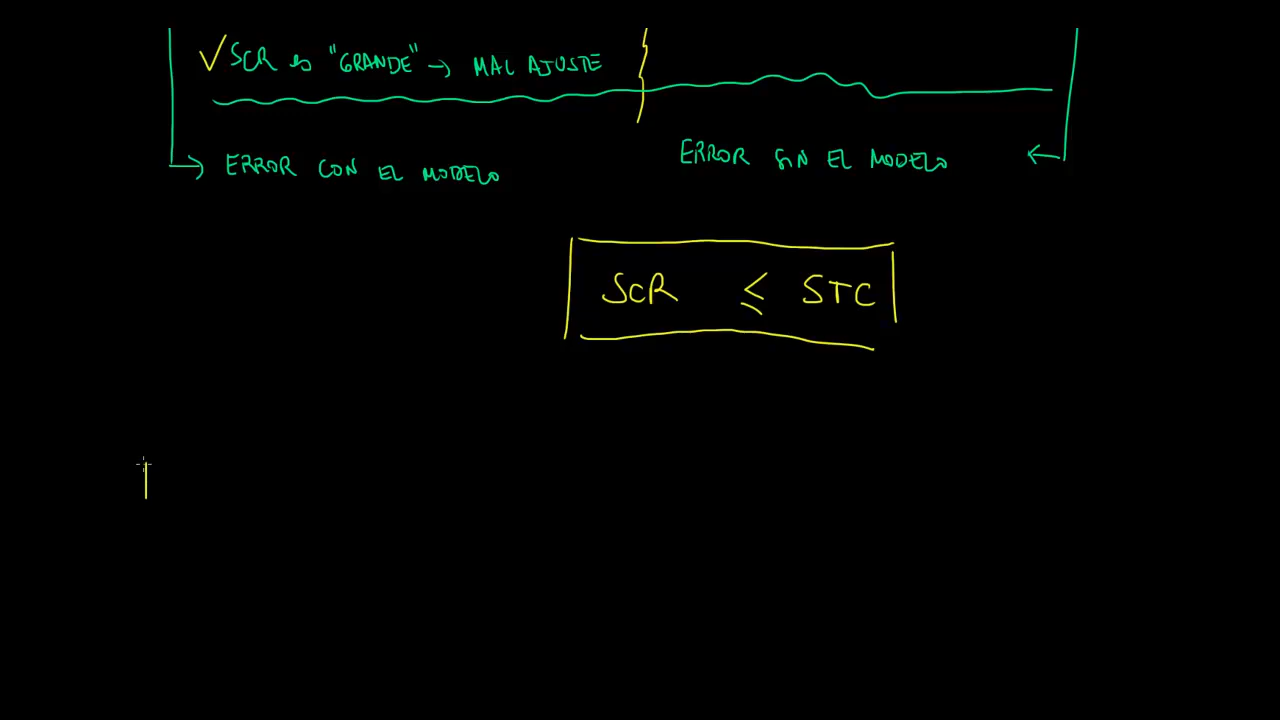 ✓ SCR es "GRANDE" → MAL AJUSTE
ERROR CON EL MODELO
ERROR SIN EL MODELO
SCR ≤ STC